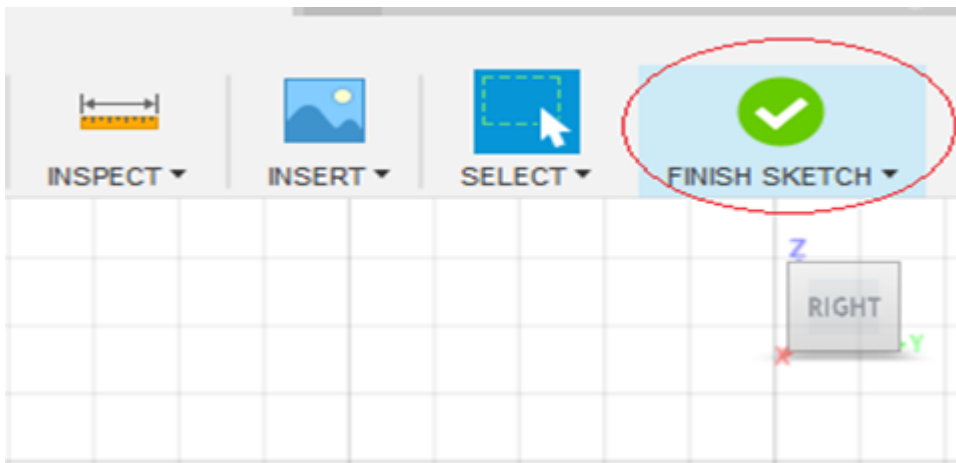 INSPECT INSERT SELECT FINISH SKETCH
Z
RIGHT
X Y